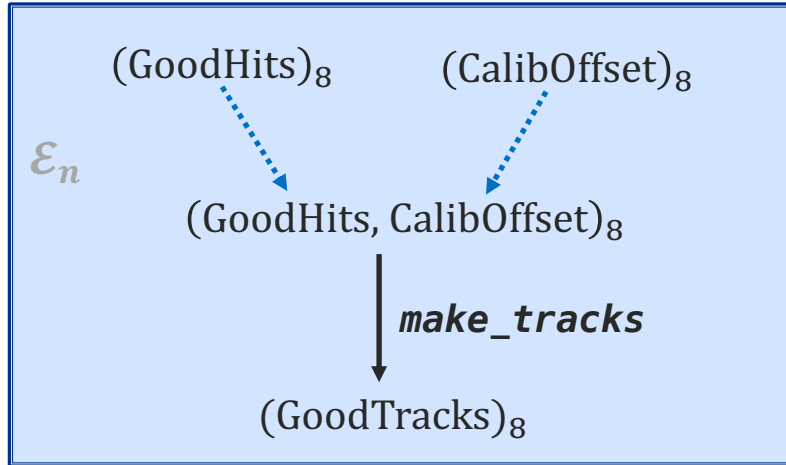 (GoodHits)₈ (CalibOffset)₈
ℰₙ
(GoodHits, CalibOffset)₈
make_tracks
(GoodTracks)₈